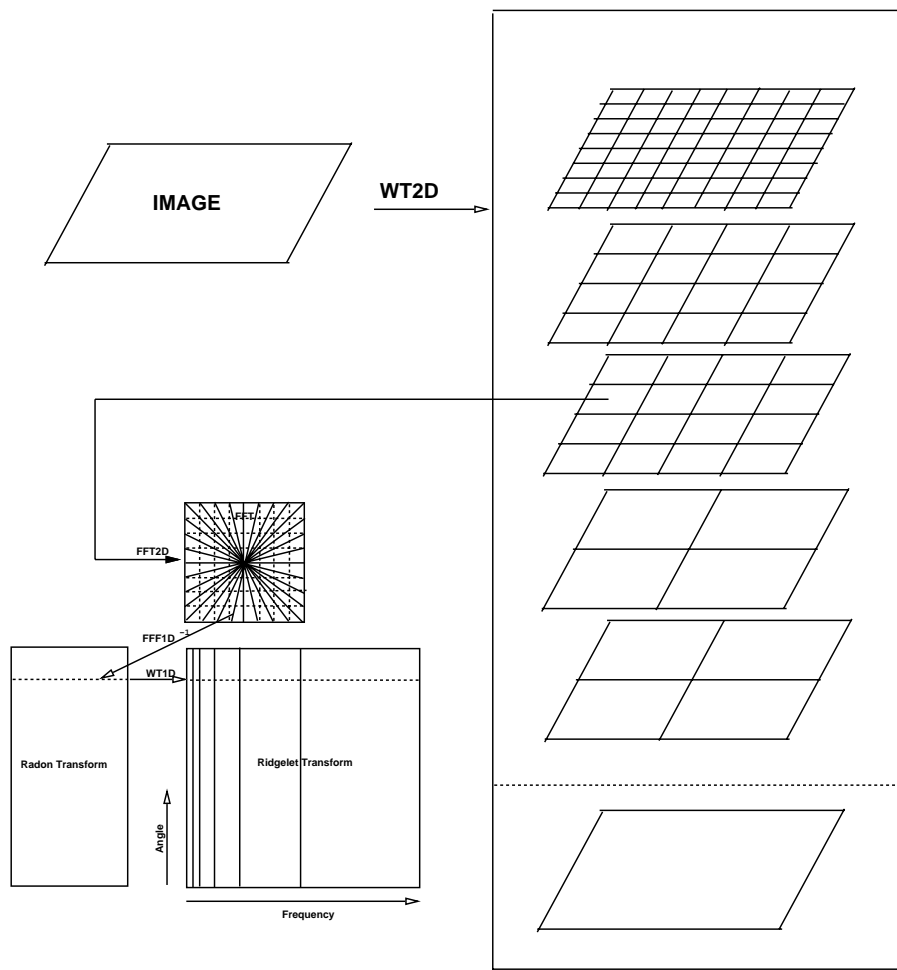 IMAGE
WT2D
FFT
FFT2D
FFF1D −1
WT1D
Radon Transform
Ridgelet Transform
Angle
Frequency